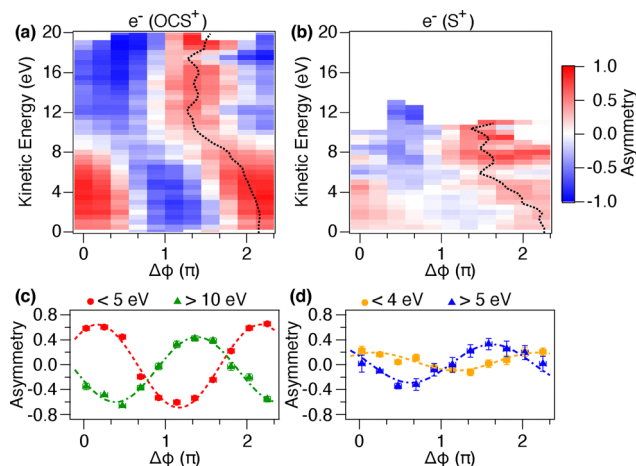 (a) e⁻ (OCS⁺)
(b) e⁻ (S⁺)
Kinetic Energy (eV)
20
16
12
8
4
0
0 1 2
Δϕ (π)
Kinetic Energy (eV)
20
16
12
8
4
0
0 1 2
Δϕ (π)
1.0
0.5
0.0
-0.5
-1.0
Asymmetry
(c) < 5 eV > 10 eV
Asymmetry
0.8
0.4
0.0
-0.4
-0.8
0 1 2
Δϕ (π)
(d) < 4 eV > 5 eV
Asymmetry
0.8
0.4
0.0
-0.4
-0.8
0 1 2
Δϕ (π)